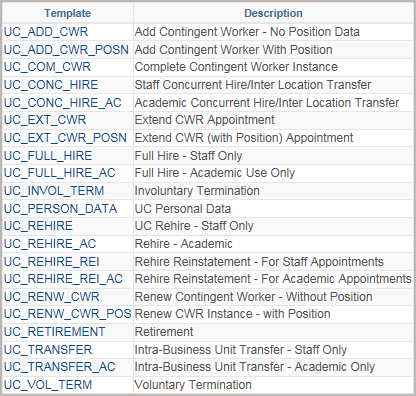 Template Description
UC_ADD_CWR Add Contingent Worker - No Position Data
UC_ADD_CWR_POSN Add Contingent Worker With Position
UC_COM_CWR Complete Contingent Worker Instance
UC_CONC_HIRE Staff Concurrent Hire/Inter Location Transfer
UC_CONC_HIRE_AC Academic Concurrent Hire/Inter Location Transfer
UC_EXT_CWR Extend CWR Appointment
UC_EXT_CWR_POSN Extend CWR (with Position) Appointment
UC_FULL_HIRE Full Hire - Staff Only
UC_FULL_HIRE_AC Full Hire - Academic Use Only
UC_INVOL_TERM Involuntary Termination
UC_PERSON_DATA UC Personal Data
UC_REHIRE UC Rehire - Staff Only
UC_REHIRE_AC Rehire - Academic
UC_REHIRE_REI Rehire Reinstatement - For Staff Appointments
UC_REHIRE_REI_AC Rehire Reinstatement - For Academic Appointments
UC_RENW_CWR Renew Contingent Worker - Without Position
UC_RENW_CWR_POS Renew CWR Instance - with Position
UC_RETIREMENT Retirement
UC_TRANSFER Intra-Business Unit Transfer - Staff Only
UC_TRANSFER_AC Intra-Business Unit Transfer - Academic Only
UC_VOL_TERM Voluntary Termination